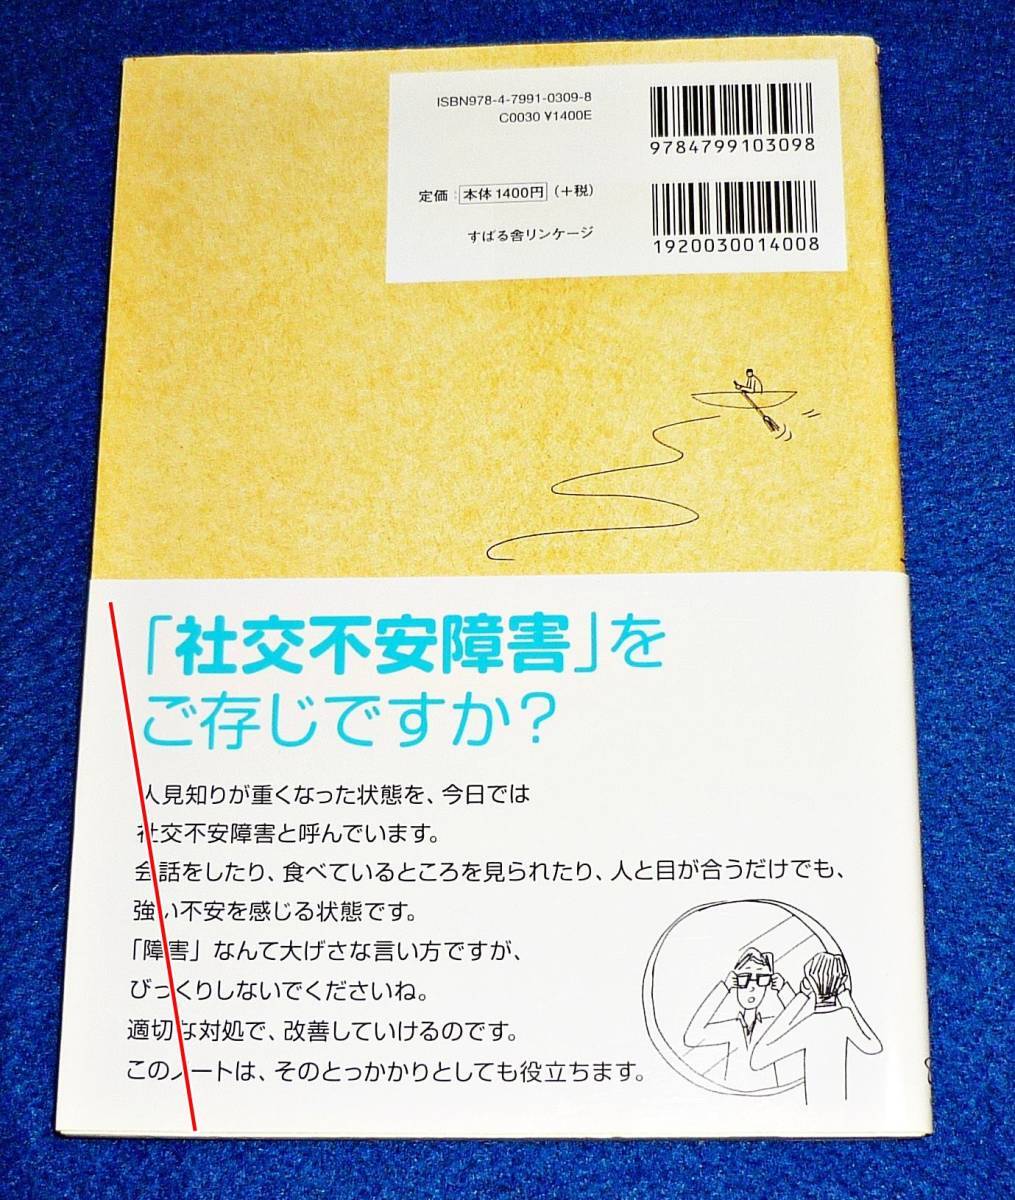 ISBN978-4-7991-0309-8
C0030 ¥1400E
9784799103098
定価：本体1400円（+税）
1920030014008
すばる舎リンケージ
「社交不安障害」を
ご存じですか？
人見知りが重くなった状態を、今日では
社交不安障害と呼んでいます。
会話をしたり、食べているところを見られたり、人と目が合うだけでも、
強い不安を感じる状態です。
「障害」なんて大げさな言い方ですが、
びっくりしないでくださいね。
適切な対処で、改善していけるのです。
このノートは、そのとっかかりとしても役立ちます。